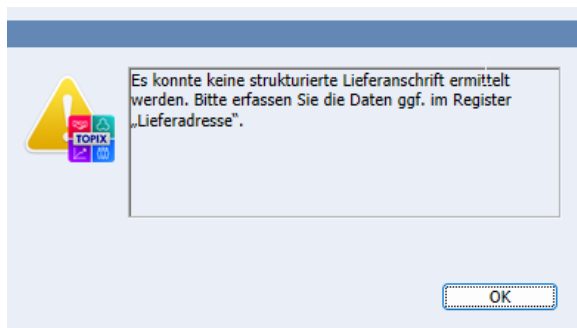 Es konnte keine strukturierte Lieferanschrift ermittelt
werden. Bitte erfassen Sie die Daten ggf. im Register
„Lieferadresse“.
TOPIX
OK